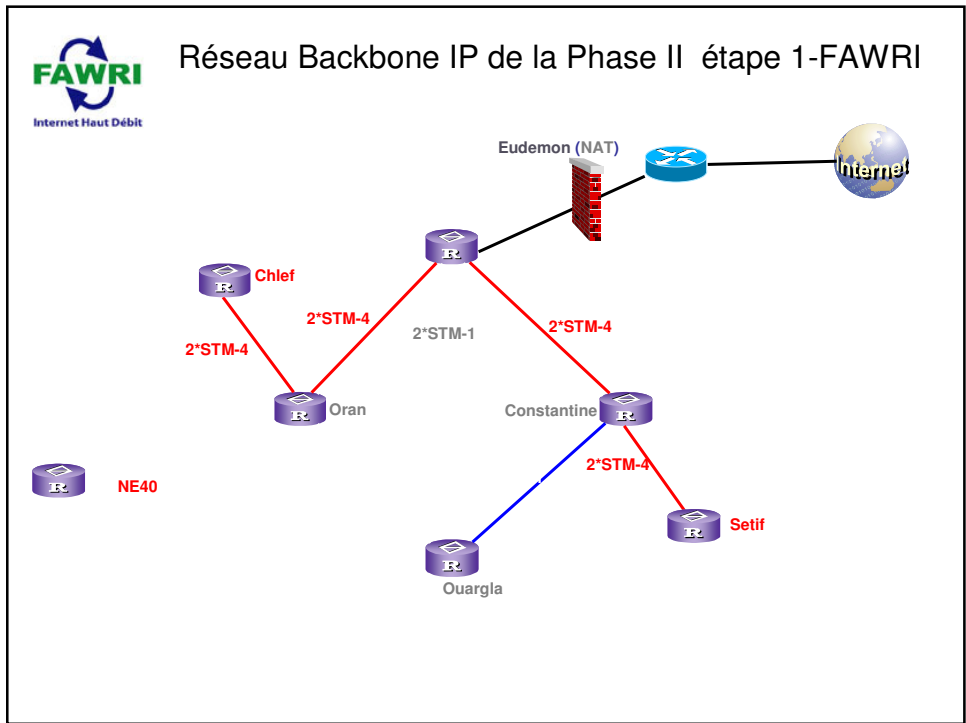 Réseau Backbone IP de la Phase II étape 1-FAWRI
FAWRI
Internet Haut Débit
Eudemon (NAT)
Internet
R
R
Chlef
2*STM-4
2*STM-1
2*STM-4
2*STM-4
R
Oran
Constantine
R
2*STM-4
R
NE40
R
Setif
R
Ouargla